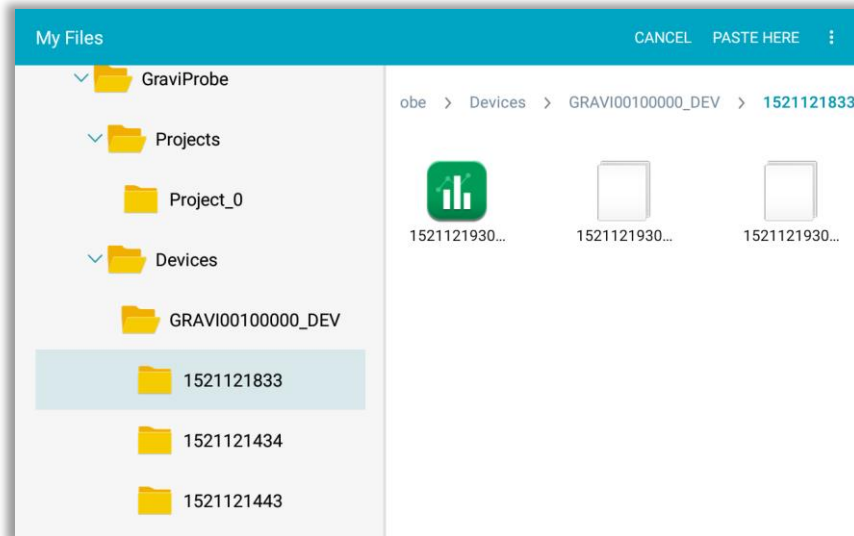 My Files
CANCEL PASTE HERE
GraviProbe
Projects
Project_0
Devices
GRAVI00100000_DEV
1521121833
1521121434
1521121443
obe > Devices > GRAVI00100000_DEV > 1521121833
1521121930... 1521121930... 1521121930...